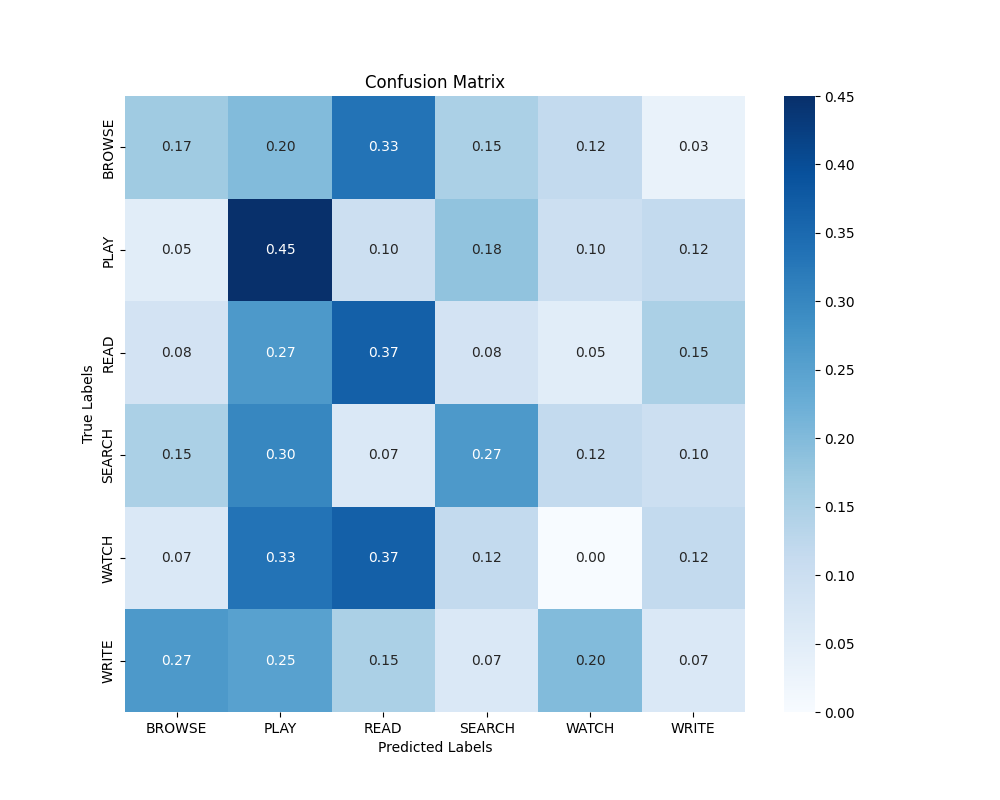 Confusion Matrix
True Labels
BROWSE 0.17 0.20 0.33 0.15 0.12 0.03
PLAY 0.05 0.45 0.10 0.18 0.10 0.12
READ 0.08 0.27 0.37 0.08 0.05 0.15
SEARCH 0.15 0.30 0.07 0.27 0.12 0.10
WATCH 0.07 0.33 0.37 0.12 0.00 0.12
WRITE 0.27 0.25 0.15 0.07 0.20 0.07
BROWSE PLAY READ SEARCH WATCH WRITE
Predicted Labels
0.45
0.40
0.35
0.30
0.25
0.20
0.15
0.10
0.05
0.00